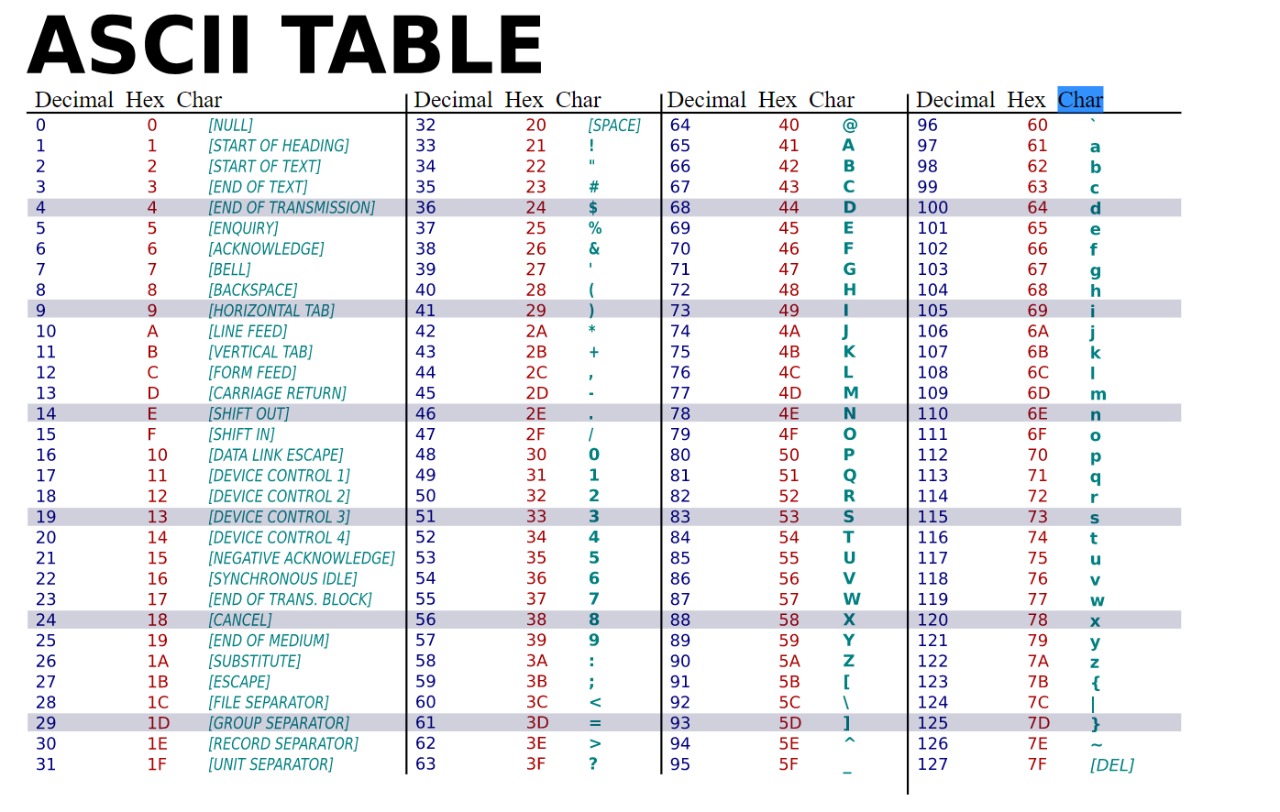 ASCII TABLE
Decimal Hex Char Decimal Hex Char Decimal Hex Char Decimal Hex Char
0 0 [NULL] 32 20 [SPACE] 64 40 @ 96 60 `
1 1 [START OF HEADING] 33 21 ! 65 41 A 97 61 a
2 2 [START OF TEXT] 34 22 " 66 42 B 98 62 b
3 3 [END OF TEXT] 35 23 # 67 43 C 99 63 c
4 4 [END OF TRANSMISSION] 36 24 $ 68 44 D 100 64 d
5 5 [ENQUIRY] 37 25 % 69 45 E 101 65 e
6 6 [ACKNOWLEDGE] 38 26 & 70 46 F 102 66 f
7 7 [BELL] 39 27 ' 71 47 G 103 67 g
8 8 [BACKSPACE] 40 28 ( 72 48 H 104 68 h
9 9 [HORIZONTAL TAB] 41 29 ) 73 49 I 105 69 i
10 A [LINE FEED] 42 2A * 74 4A J 106 6A j
11 B [VERTICAL TAB] 43 2B + 75 4B K 107 6B k
12 C [FORM FEED] 44 2C , 76 4C L 108 6C l
13 D [CARRIAGE RETURN] 45 2D - 77 4D M 109 6D m
14 E [SHIFT OUT] 46 2E . 78 4E N 110 6E n
15 F [SHIFT IN] 47 2F / 79 4F O 111 6F o
16 10 [DATA LINK ESCAPE] 48 30 0 80 50 P 112 70 p
17 11 [DEVICE CONTROL 1] 49 31 1 81 51 Q 113 71 q
18 12 [DEVICE CONTROL 2] 50 32 2 82 52 R 114 72 r
19 13 [DEVICE CONTROL 3] 51 33 3 83 53 S 115 73 s
20 14 [DEVICE CONTROL 4] 52 34 4 84 54 T 116 74 t
21 15 [NEGATIVE ACKNOWLEDGE] 53 35 5 85 55 U 117 75 u
22 16 [SYNCHRONOUS IDLE] 54 36 6 86 56 V 118 76 v
23 17 [END OF TRANS. BLOCK] 55 37 7 87 57 W 119 77 w
24 18 [CANCEL] 56 38 8 88 58 X 120 78 x
25 19 [END OF MEDIUM] 57 39 9 89 59 Y 121 79 y
26 1A [SUBSTITUTE] 58 3A : 90 5A Z 122 7A z
27 1B [ESCAPE] 59 3B ; 91 5B [ 123 7B {
28 1C [FILE SEPARATOR] 60 3C < 92 5C \ 124 7C |
29 1D [GROUP SEPARATOR] 61 3D = 93 5D ] 125 7D }
30 1E [RECORD SEPARATOR] 62 3E > 94 5E ^ 126 7E ~
31 1F [UNIT SEPARATOR] 63 3F ? 95 5F _ 127 7F [DEL]